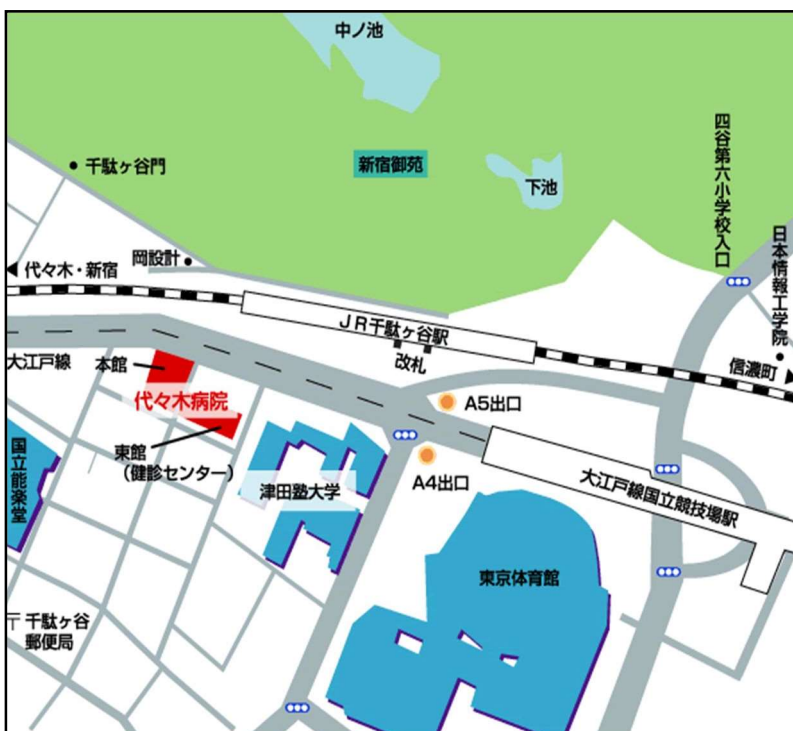 中ノ池
千駄ヶ谷門
新宿御苑
下池
四谷第六小学校入口
日本情報工学院
岡設計
代々木・新宿
JR千駄ヶ谷駅
改札
信濃町
大江戸線
本館
代々木病院
東館
（健診センター）
A5出口
A4出口
国立能楽堂
津田塾大学
大江戸線国立競技場駅
東京体育館
〒千駄ヶ谷
郵便局